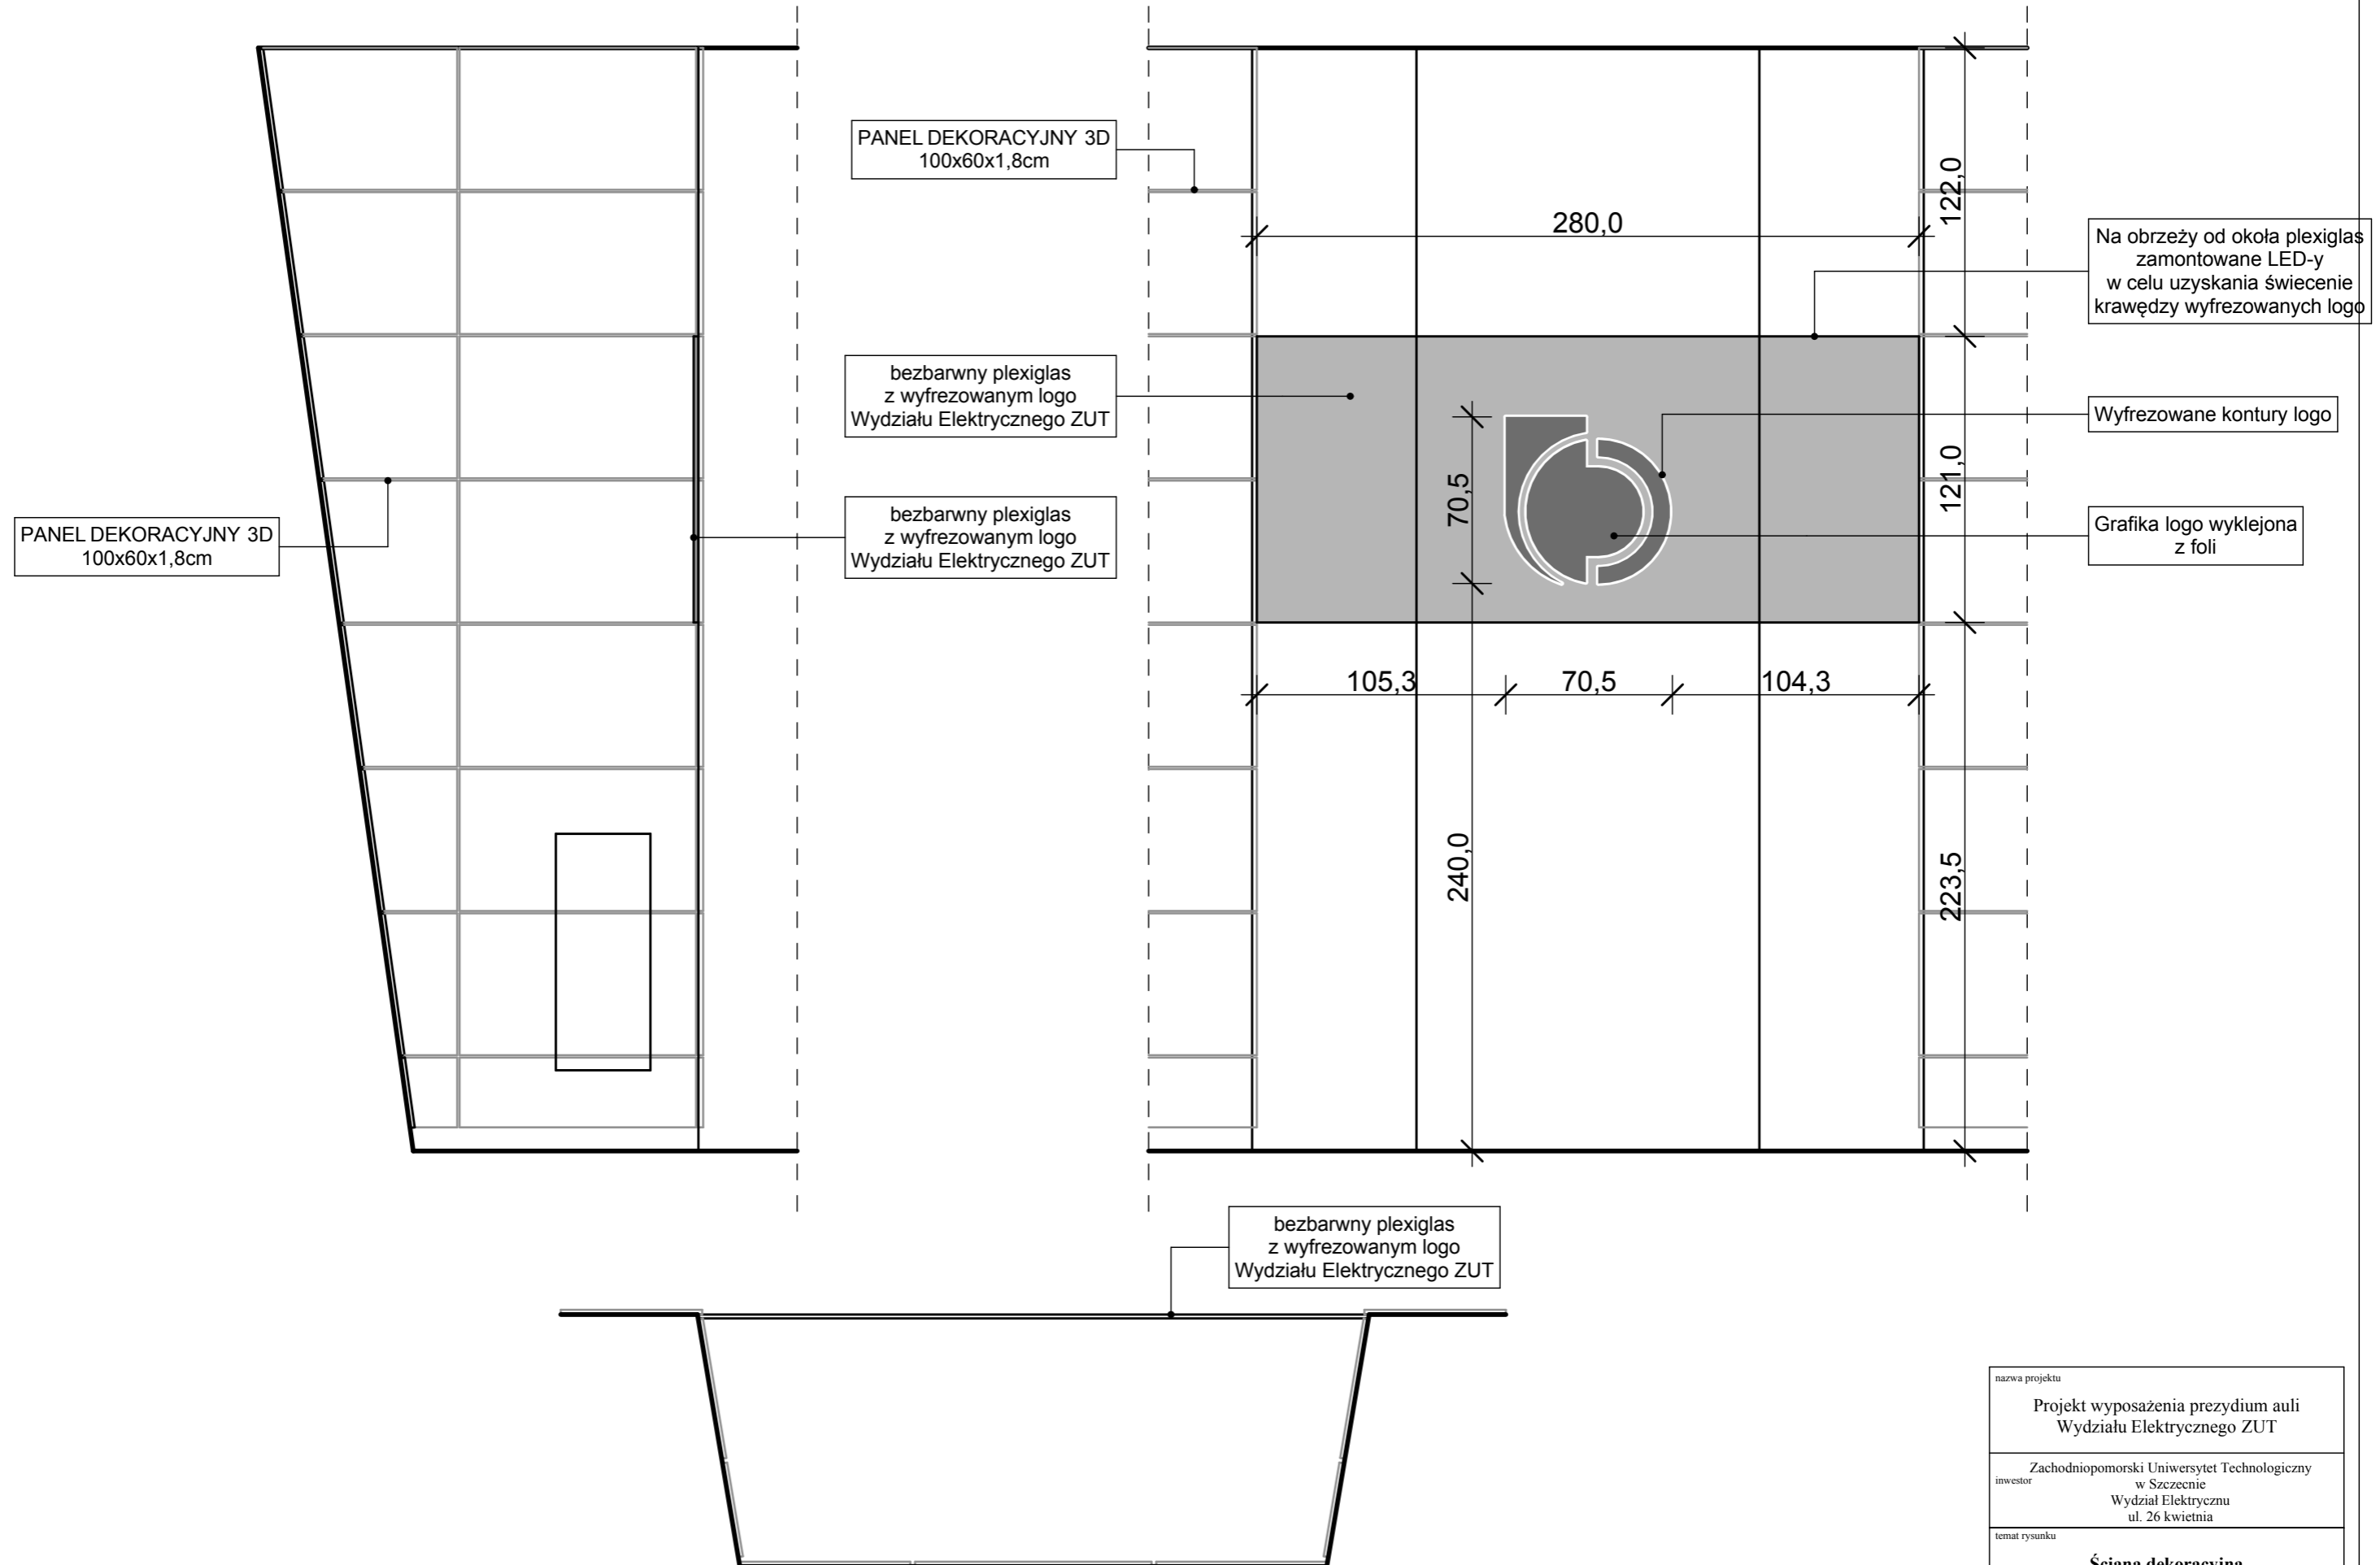 PANEL DEKORACYJNY 3D
100x60x1,8cm
122,0
280,0
Na obrzeży od okoła plexiglas
zamontowane LED-y
w celu uzyskania świecenie
krawędzy wyfrezowanych logo
bezbarwny plexiglas
z wyfrezowanym logo
Wydziału Elektrycznego ZUT
Wyfrezowane kontury logo
70,5
121,0
bezbarwny plexiglas
z wyfrezowanym logo
Wydziału Elektrycznego ZUT
PANEL DEKORACYJNY 3D
100x60x1,8cm
Grafika logo wyklejona
z foli
105,3
70,5
104,3
240,0
223,5
bezbarwny plexiglas
z wyfrezowanym logo
Wydziału Elektrycznego ZUT
nazwa projektu
Projekt wyposażenia prezydium auli
Wydziału Elektrycznego ZUT
inwestor
Zachodniopomorski Uniwersytet Technologiczny
w Szczecnie
Wydział Elektrycznu
ul. 26 kwietnia
temat rysunku
Ściana dekoracyjna